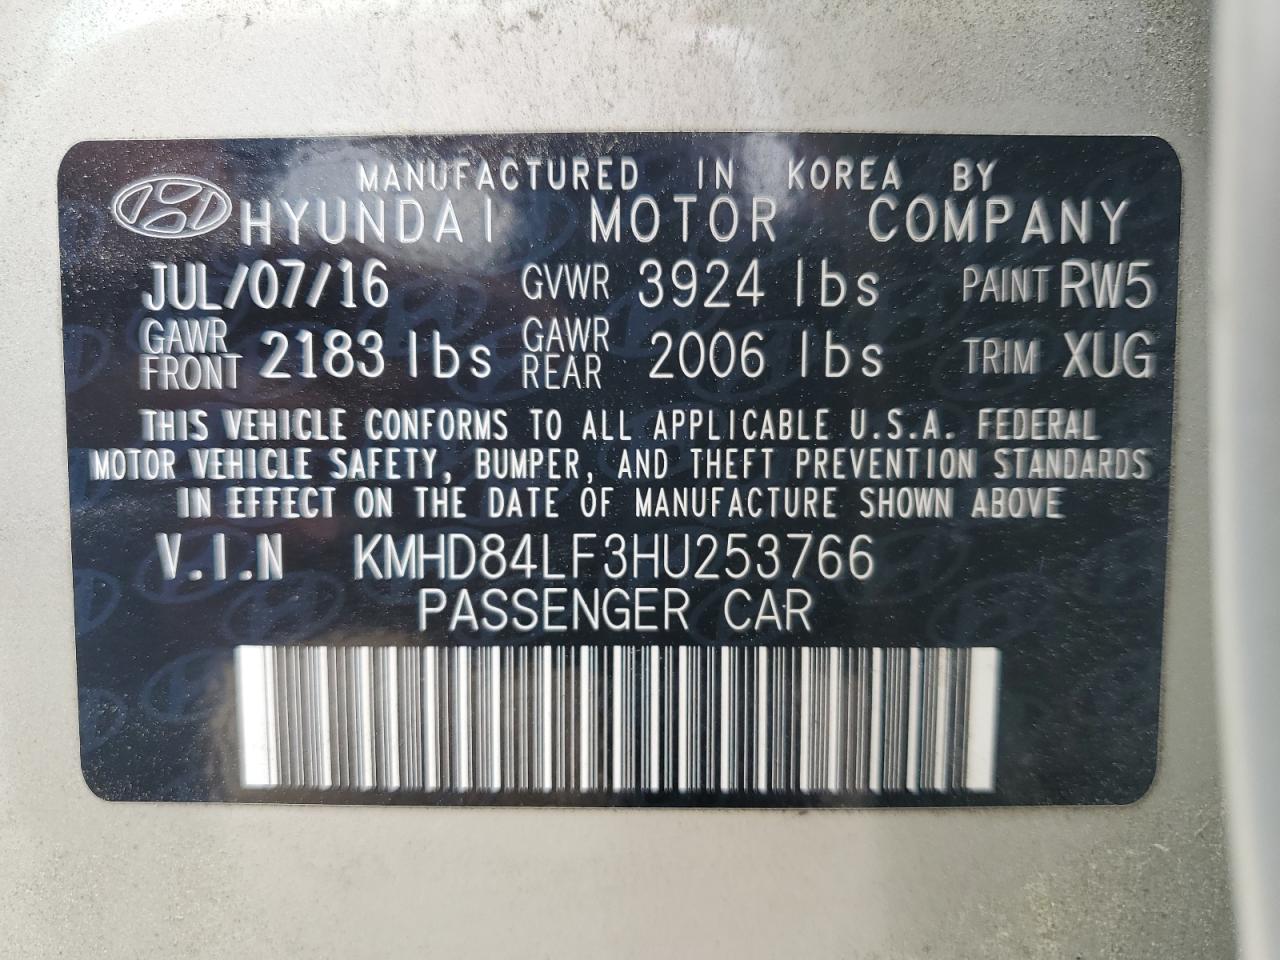 MANUFACTURED IN KOREA BY
HYUNDAI MOTOR COMPANY
JUL/07/16 GVWR 3924 lbs PAINT RW5
GAWR FRONT 2183 lbs GAWR REAR 2006 lbs TRIM XUG
THIS VEHICLE CONFORMS TO ALL APPLICABLE U.S.A. FEDERAL
MOTOR VEHICLE SAFETY, BUMPER, AND THEFT PREVENTION STANDARDS
IN EFFECT ON THE DATE OF MANUFACTURE SHOWN ABOVE
V.I.N KMHD84LF3HU253766
PASSENGER CAR